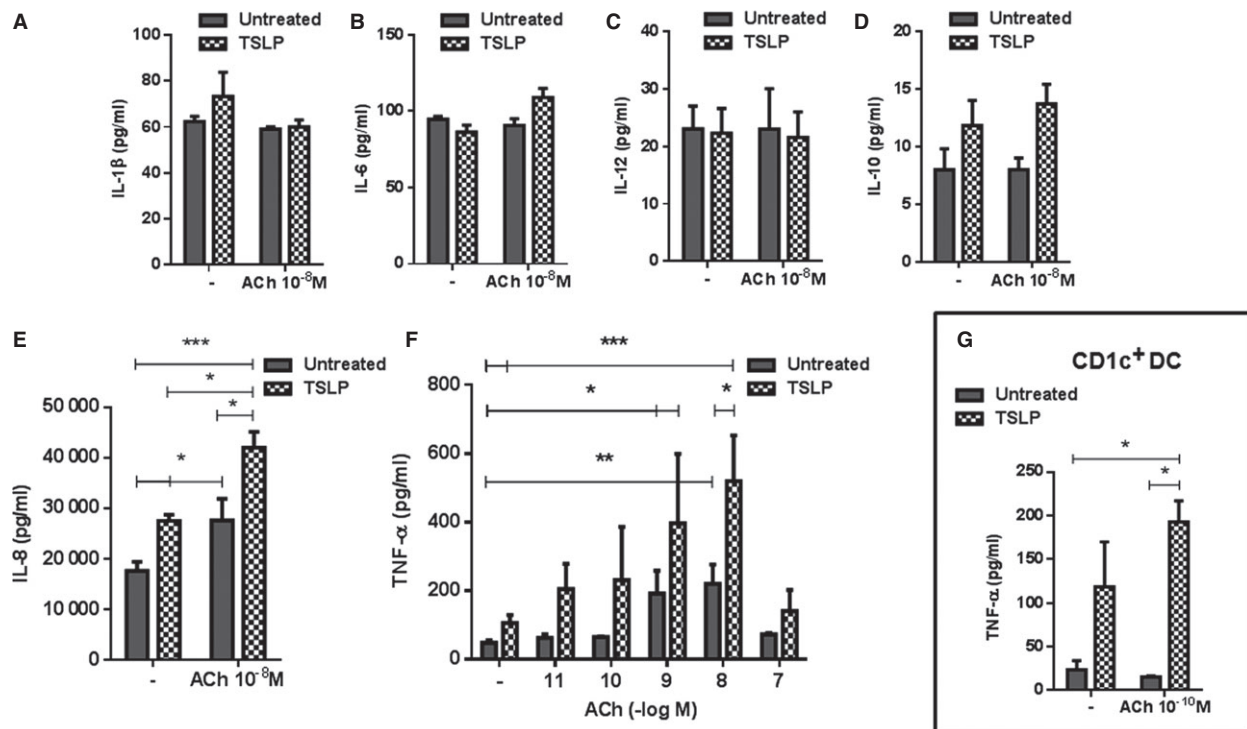 A
Untreated
TSLP
IL-1β (pg/ml)
100
80
60
40
20
0
-
ACh 10⁻⁸M
B
Untreated
TSLP
IL-6 (pg/ml)
150
100
50
0
-
ACh 10⁻⁸M
C
Untreated
TSLP
IL-12 (pg/ml)
40
30
20
10
0
-
ACh 10⁻⁸M
D
Untreated
TSLP
IL-10 (pg/ml)
20
15
10
5
0
-
ACh 10⁻⁸M
E
***
Untreated
TSLP
*
*
*
IL-8 (pg/ml)
50 000
40 000
30 000
20 000
10 000
0
-
ACh 10⁻⁸M
F
***
Untreated
TSLP
*
*
**
TNF-α (pg/ml)
800
600
400
200
0
- 11 10 9 8 7
ACh (-log M)
G
CD1c⁺ DC
Untreated
TSLP
*
*
TNF-α (pg/ml)
250
200
150
100
50
0
-
ACh 10⁻¹⁰M